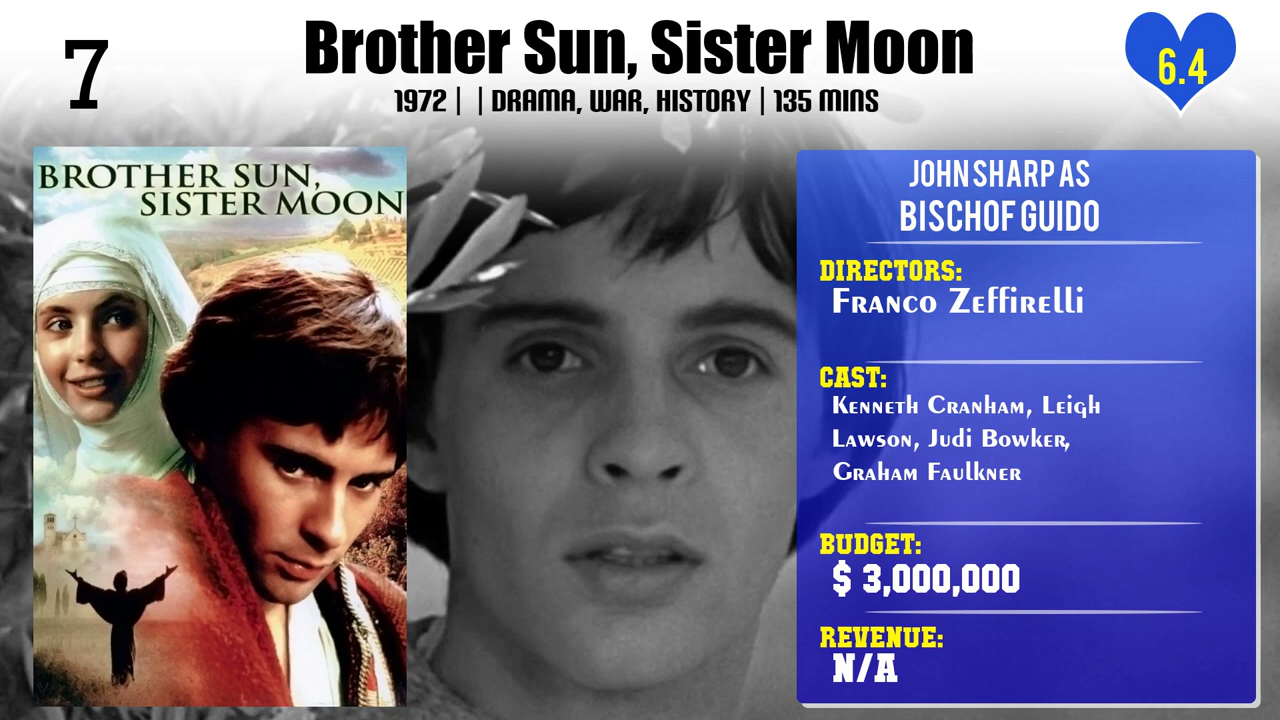 7
Brother Sun, Sister Moon
1972 | | DRAMA, WAR, HISTORY | 135 MINS
6.4
BROTHER SUN,
SISTER MOON
JOHN SHARP AS
BISCHOF GUIDO
DIRECTORS:
Franco Zeffirelli
CAST:
Kenneth Cranham, Leigh
Lawson, Judi Bowker,
Graham Faulkner
BUDGET:
$ 3,000,000
REVENUE:
N/A